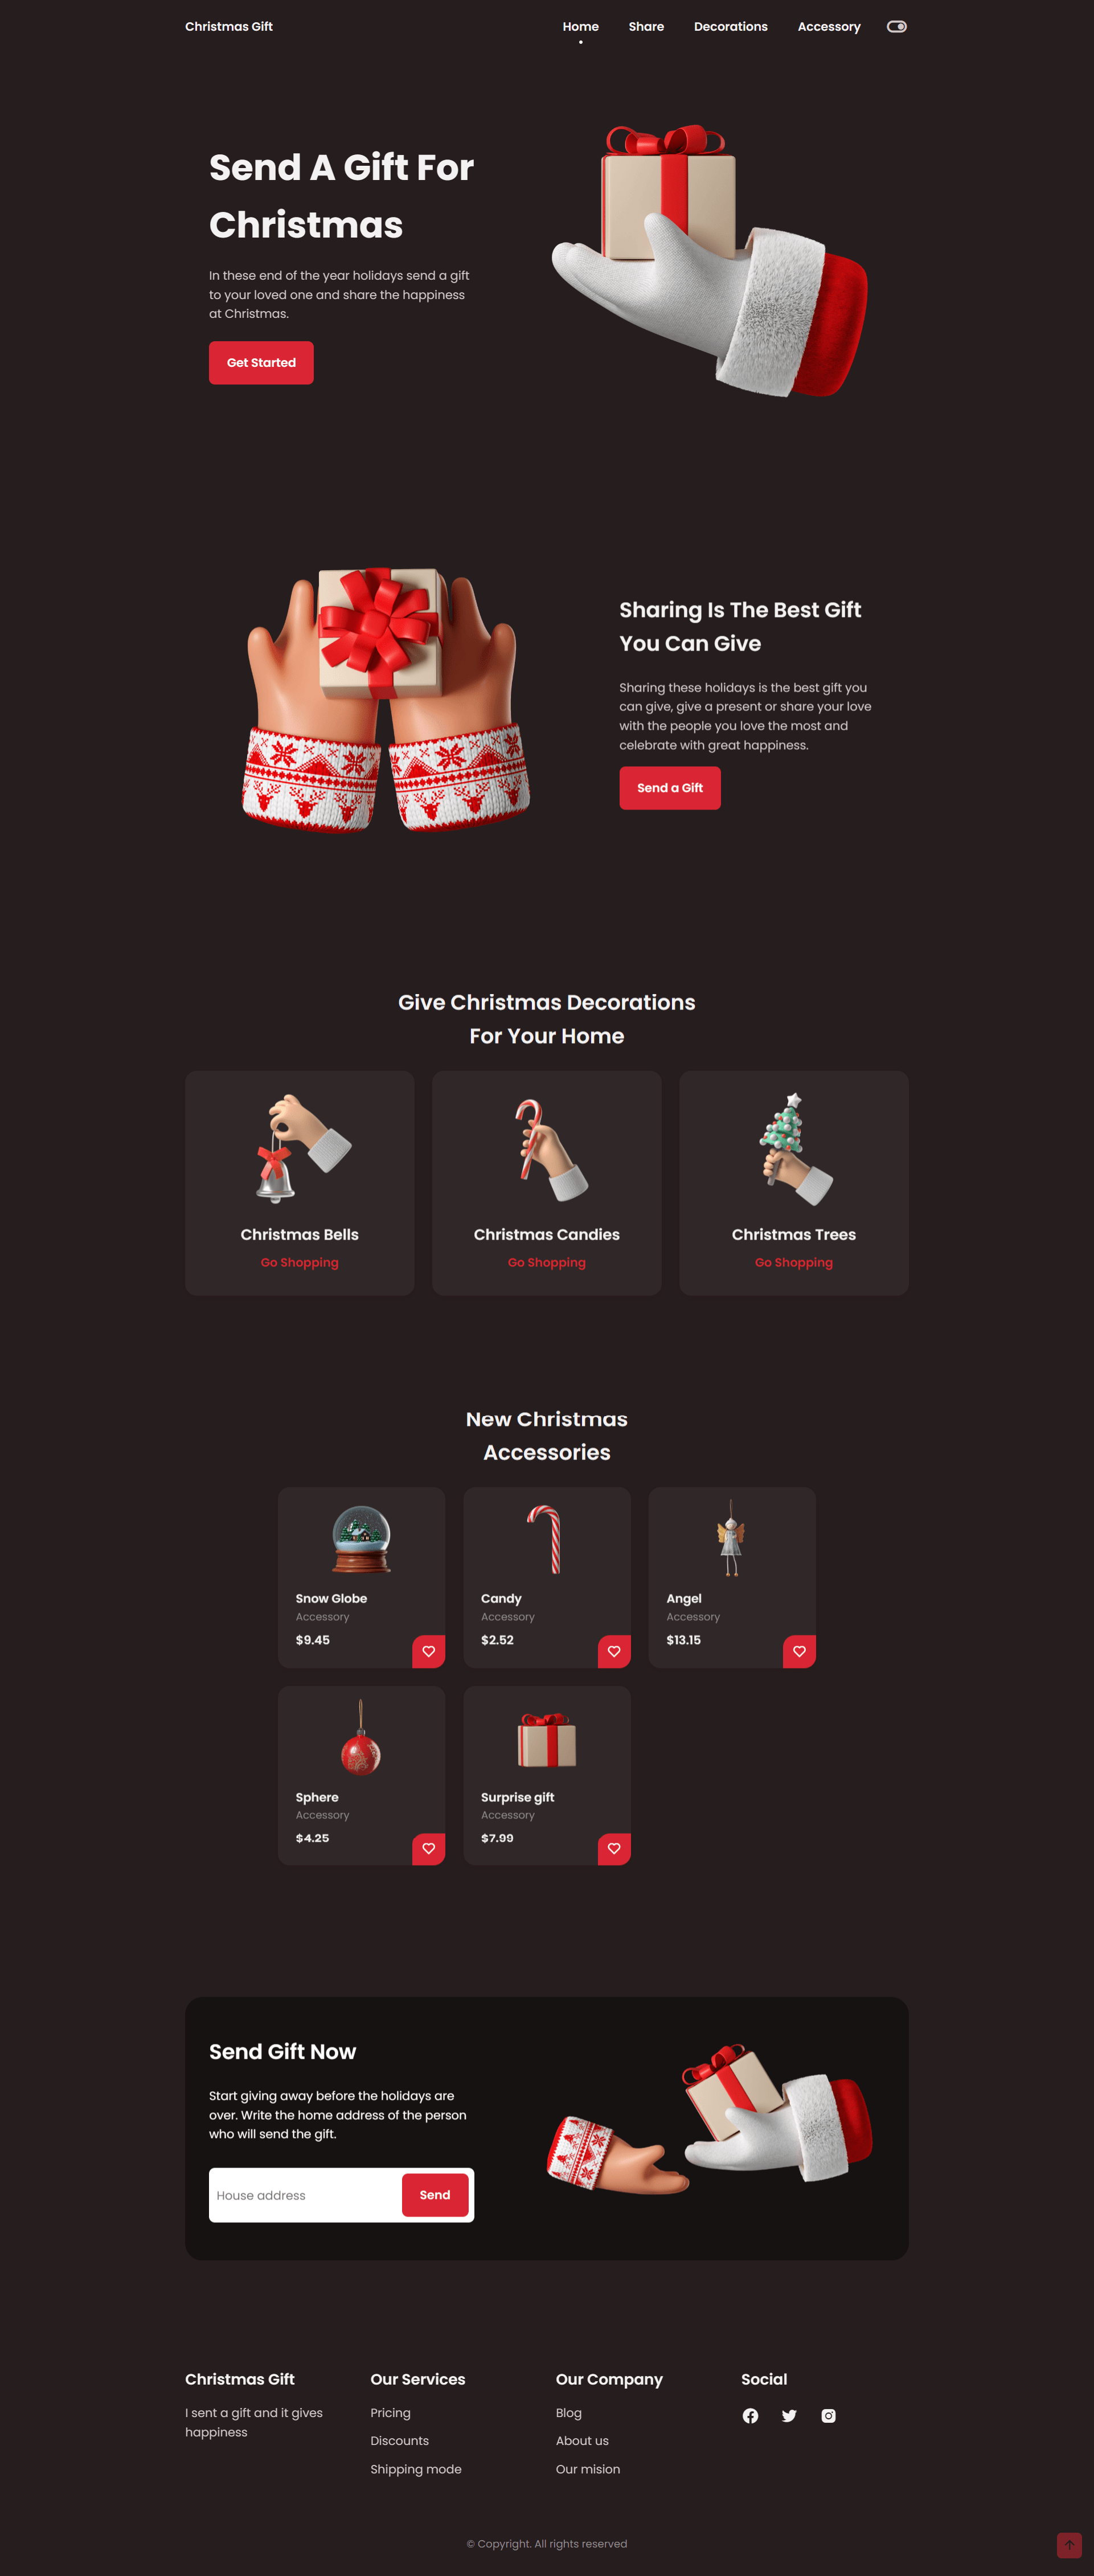 Christmas Gift
Home Share Decorations Accessory
Send A Gift For
Christmas
In these end of the year holidays send a gift
to your loved one and share the happiness
at Christmas.
Get Started
Sharing Is The Best Gift
You Can Give
Sharing these holidays is the best gift you
can give, give a present or share your love
with the people you love the most and
celebrate with great happiness.
Send a Gift
Give Christmas Decorations
For Your Home
Christmas Bells
Go Shopping
Christmas Candies
Go Shopping
Christmas Trees
Go Shopping
New Christmas
Accessories
Snow Globe
Accessory
$9.45
Candy
Accessory
$2.52
Angel
Accessory
$13.15
Sphere
Accessory
$4.25
Surprise gift
Accessory
$7.99
Send Gift Now
Start giving away before the holidays are
over. Write the home address of the person
who will send the gift.
House address
Send
Christmas Gift
I sent a gift and it gives
happiness
Our Services
Pricing
Discounts
Shipping mode
Our Company
Blog
About us
Our mision
Social
© Copyright. All rights reserved